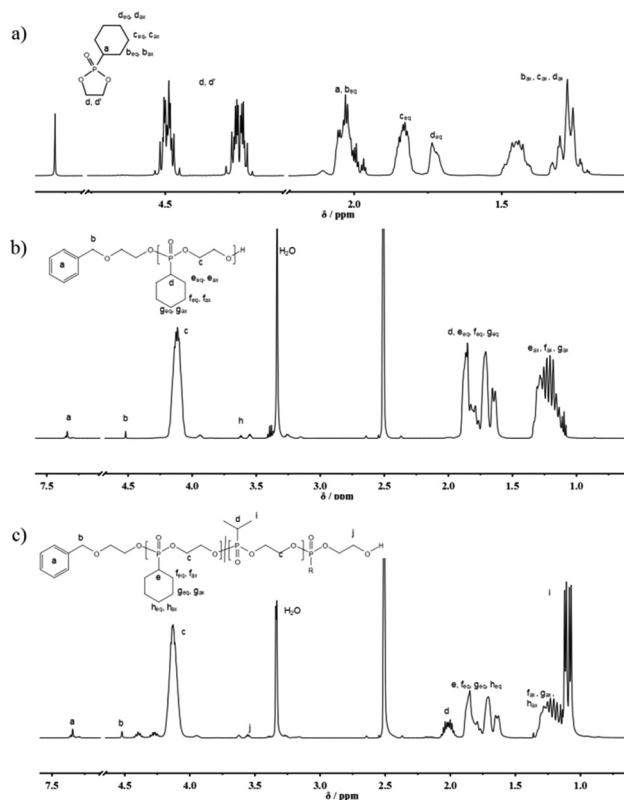 a)
d_eq, d_ax
c_eq, c_ax
a
b_eq, b_ax
O
P
O
O
d, d'
d, d'
a, b_eq
c_eq
d_eq
b_ax, c_ax, d_ax
4.5
2.0
1.5
δ / ppm
b)
b
a
O
O
O
P
O
O
O
H
c
d
e_eq, e_ax
f_eq, f_ax
g_eq, g_ax
H₂O
c
d, e_eq, f_eq, g_eq
e_ax, f_ax, g_ax
a
b
h
7.5
4.5
4.0
3.5
3.0
2.5
2.0
1.5
1.0
δ / ppm
c)
b
a
O
O
O
P
O
O
c
O
d
i
P
O
O
O
c
O
O
P
R
O
j
O
H
e
f_eq, f_ax
g_eq, g_ax
h_eq, h_ax
c
H₂O
i
e, f_eq, g_eq, h_eq
f_ax, g_ax,
h_ax
d
a
b
j
7.5
4.5
4.0
3.5
3.0
2.5
2.0
1.5
1.0
δ / ppm